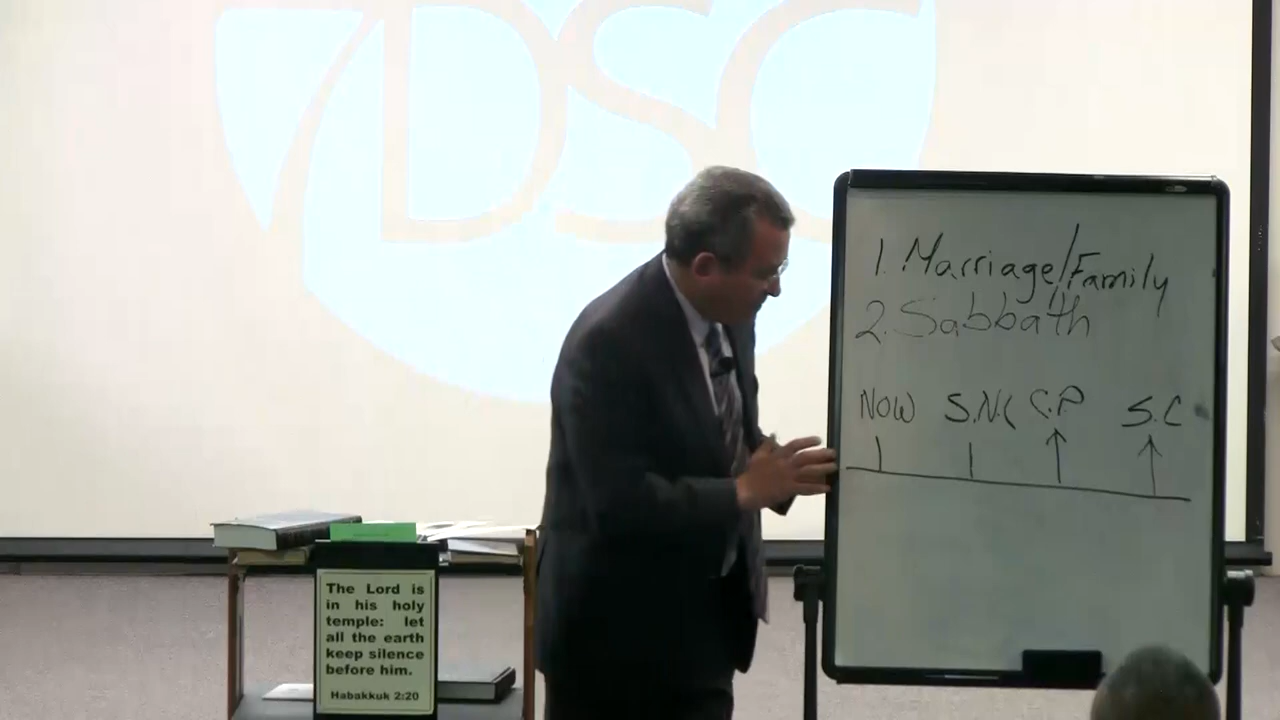 7DSC
1. Marriage/Family
2. Sabbath
NOW S.N.C C.P S.C
The Lord is
in his holy
temple: let
all the earth
keep silence
before him.
Habakkuk 2:20